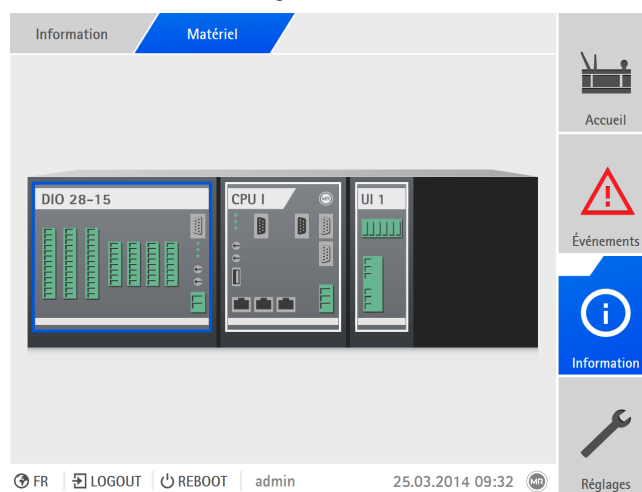 Information
Matériel
Accueil
DIO 28-15
CPU I
MR
UI 1
Événements
Information
FR
LOGOUT
REBOOT
admin
25.03.2014 09:32
MR
Réglages